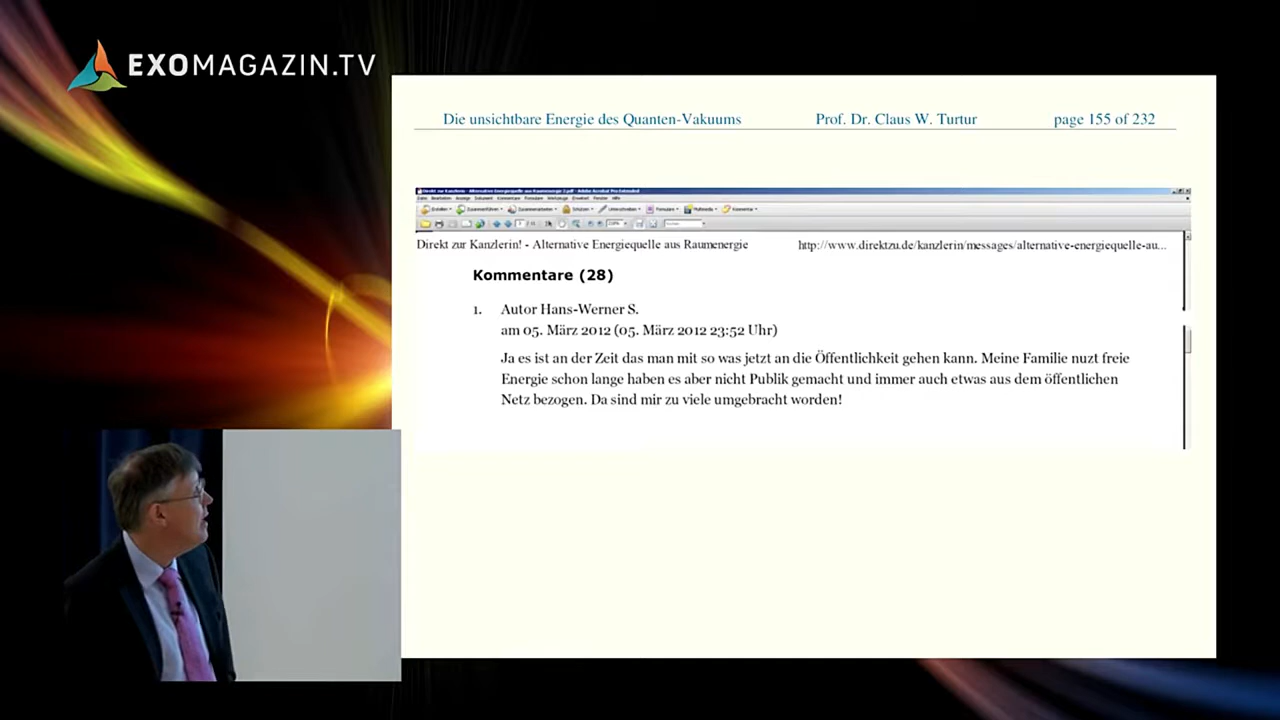 EXOMAGAZIN.TV
Die unsichtbare Energie des Quanten-Vakuums Prof. Dr. Claus W. Turtur page 155 of 232
Direkt zur Kanzlerin! - Alternative Energiequelle aus Raumenergie http://www.direktzu.de/kanzlerin/messages/alternative-energiequelle-au...
Kommentare (28)
1. Autor Hans-Werner S.
am 05. März 2012 (05. März 2012 23:52 Uhr)
Ja es ist an der Zeit das man mit so was jetzt an die Öffentlichkeit gehen kann. Meine Familie nuzt freie
Energie schon lange haben es aber nicht Publik gemacht und immer auch etwas aus dem öffentlichen
Netz bezogen. Da sind mir zu viele umgebracht worden!